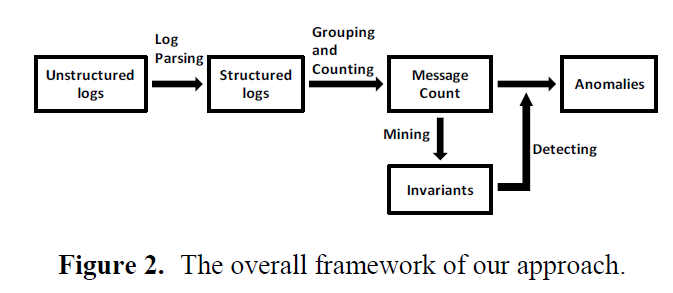 Log
Parsing
Grouping
and
Counting
Unstructured
logs
Structured
logs
Message
Count
Anomalies
Mining
Detecting
Invariants
Figure 2. The overall framework of our approach.